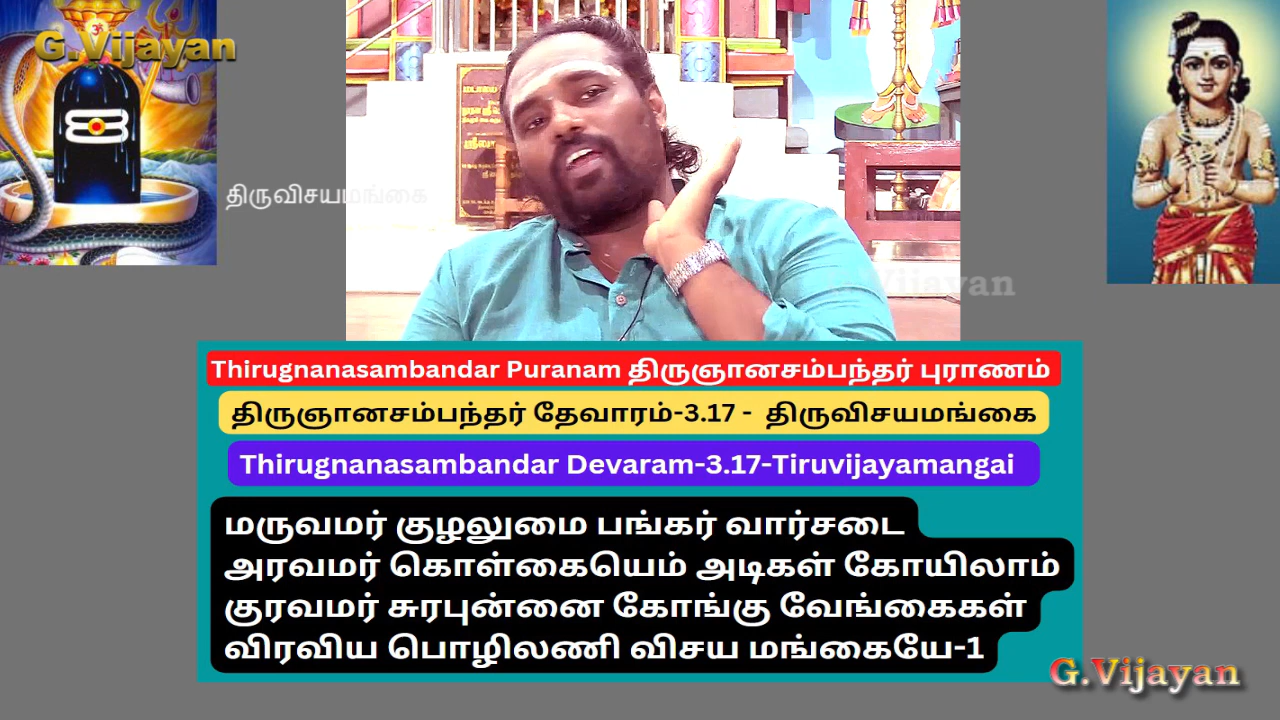 G.Vijayan
திருவிசயமங்கை
Vijayan
Thirugnanasambandar Puranam திருஞானசம்பந்தர் புராணம்
திருஞானசம்பந்தர் தேவாரம்-3.17 - திருவிசயமங்கை
Thirugnanasambandar Devaram-3.17-Tiruvijayamangai
மருவமர் குழலுமை பங்கர் வார்சடை
அரவமர் கொள்கையெம் அடிகள் கோயிலாம்
குரவமர் சுரபுன்னை கோங்கு வேங்கைகள்
விரவிய பொழிலணி விசய மங்கையே-1
G.Vijayan